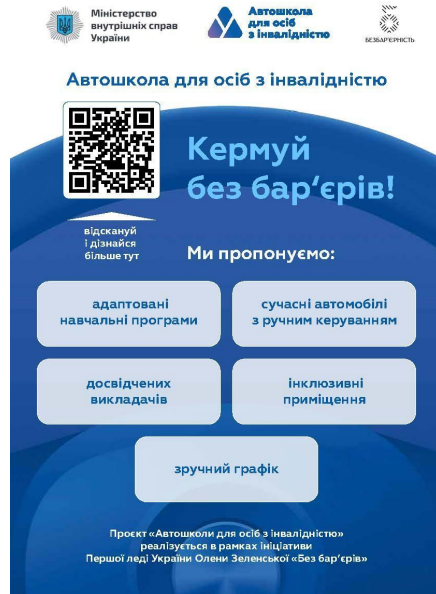 Міністерство
внутрішніх справ
України
Автошкола
для осіб
з інвалідністю
БЕЗБАР'ЄРНІСТЬ
Автошкола для осіб з інвалідністю
Кермуй
без бар‘єрів!
відскануй
і дізнайся
більше тут
Ми пропонуємо:
адаптовані
навчальні програми
сучасні автомобілі
з ручним керуванням
досвідчених
викладачів
інклюзивні
приміщення
зручний графік
Проєкт «Автошколи для осіб з інвалідністю»
реалізується в рамках ініціативи
Першої леді України Олени Зеленської «Без бар‘єрів»